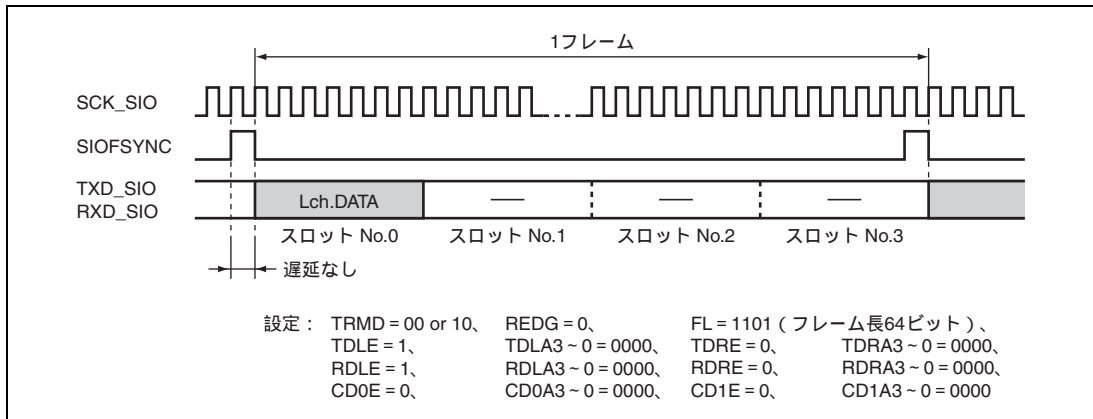 1フレーム
SCK_SIO
SIOFSYNC
TXD_SIO
RXD_SIO
Lch.DATA
スロット No.0 スロット No.1 スロット No.2 スロット No.3
遅延なし
設定： TRMD = 00 or 10、 REDG = 0、 FL = 1101（フレーム長64ビット）、
TDLE = 1、 TDLA3 ~ 0 = 0000、 TDRE = 0、 TDRA3 ~ 0 = 0000、
RDLE = 1、 RDLA3 ~ 0 = 0000、 RDRE = 0、 RDRA3 ~ 0 = 0000、
CD0E = 0、 CD0A3 ~ 0 = 0000、 CD1E = 0、 CD1A3 ~ 0 = 0000